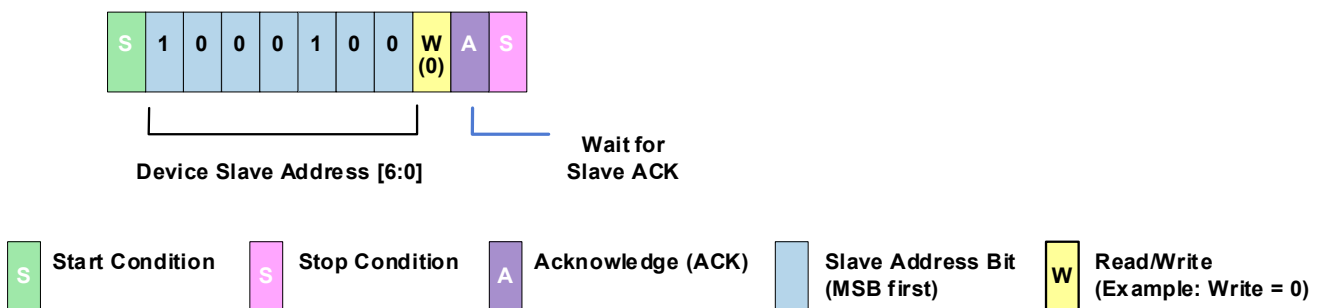 S 1 0 0 0 1 0 0 W (0) A S
Device Slave Address [6:0]
Wait for
Slave ACK
S Start Condition
S Stop Condition
A Acknowledge (ACK)
Slave Address Bit
(MSB first)
W Read/Write
(Example: Write = 0)